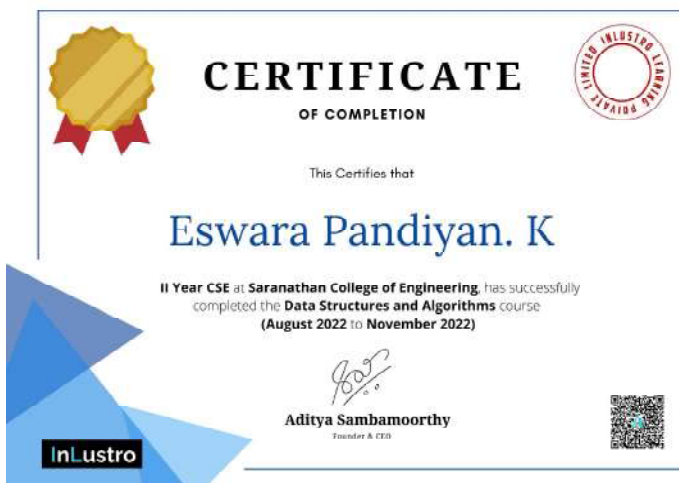 CERTIFICATE
INLUSTRO LEARNING PRIVATE LIMITED
OF COMPLETION
This Certifies that
Eswara Pandiyan. K
II Year CSE at Saranathan College of Engineering, has successfully
completed the Data Structures and Algorithms course
(August 2022 to November 2022)
Aditya Sambamoorthy
Founder & CEO
InLustro